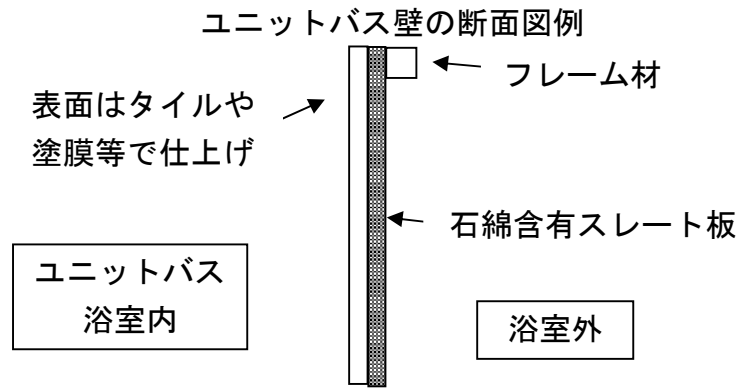 ユニットバス壁の断面図例
フレーム材
表面はタイルや
塗膜等で仕上げ
石綿含有スレート板
ユニットバス
浴室内
浴室外